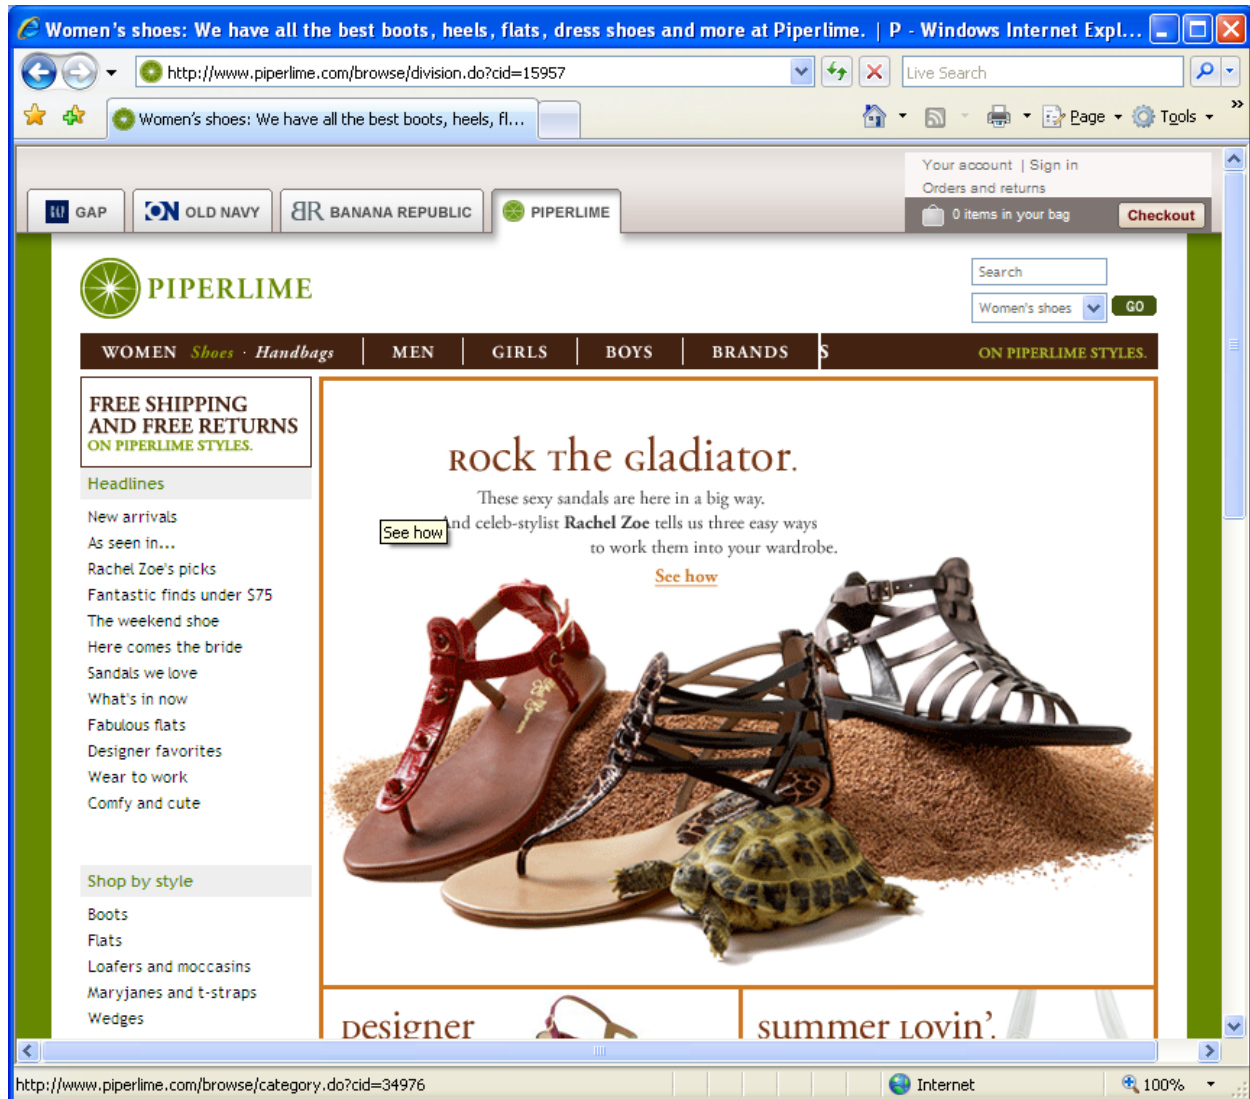 Women's shoes: We have all the best boots, heels, flats, dress shoes and more at Piperlime. | P - Windows Internet Expl...
http://www.piperlime.com/browse/division.do?cid=15957
Live Search
Women's shoes: We have all the best boots, heels, fl...
Page
Tools
Your account | Sign in
Orders and returns
GAP
ON OLD NAVY
BR BANANA REPUBLIC
PIPERLIME
0 items in your bag
Checkout
PIPERLIME
Search
Women's shoes
GO
WOMEN Shoes · Handbags
MEN
GIRLS
BOYS
BRANDS
S
ON PIPERLIME STYLES.
FREE SHIPPING
AND FREE RETURNS
ON PIPERLIME STYLES.
Headlines
New arrivals
As seen in...
Rachel Zoe's picks
Fantastic finds under $75
The weekend shoe
Here comes the bride
Sandals we love
What's in now
Fabulous flats
Designer favorites
Wear to work
Comfy and cute
Shop by style
Boots
Flats
Loafers and moccasins
Maryjanes and t-straps
Wedges
Rock The Gladiator.
These sexy sandals are here in a big way.
And celeb-stylist Rachel Zoe tells us three easy ways
to work them into your wardrobe.
See how
See how
Designer
summer Lovin'.
http://www.piperlime.com/browse/category.do?cid=34976
Internet
100%